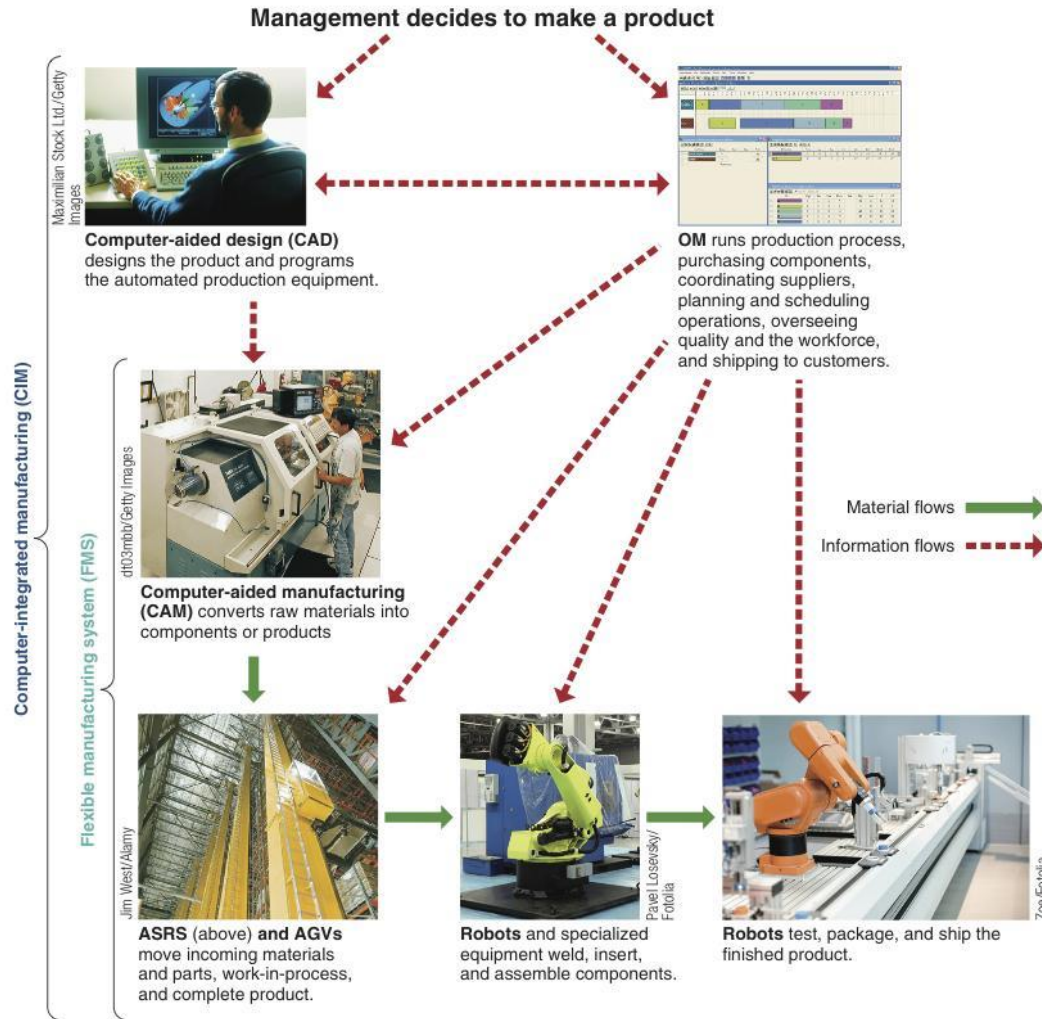 Management decides to make a product
Maximilian Stock Ltd./Getty
Images
Computer-aided design (CAD)
designs the product and programs
the automated production equipment.
OM runs production process,
purchasing components,
coordinating suppliers,
planning and scheduling
operations, overseeing
quality and the workforce,
and shipping to customers.
Computer-integrated manufacturing (CIM)
Flexible manufacturing system (FMS)
dt03mbb/Getty Images
Computer-aided manufacturing
(CAM) converts raw materials into
components or products
Material flows
Information flows
Jim West/Alamy
ASRS (above) and AGVs
move incoming materials
and parts, work-in-process,
and complete product.
Pavel Losevsky/
Fotolia
Robots and specialized
equipment weld, insert,
and assemble components.
Robots test, package, and ship the
finished product.